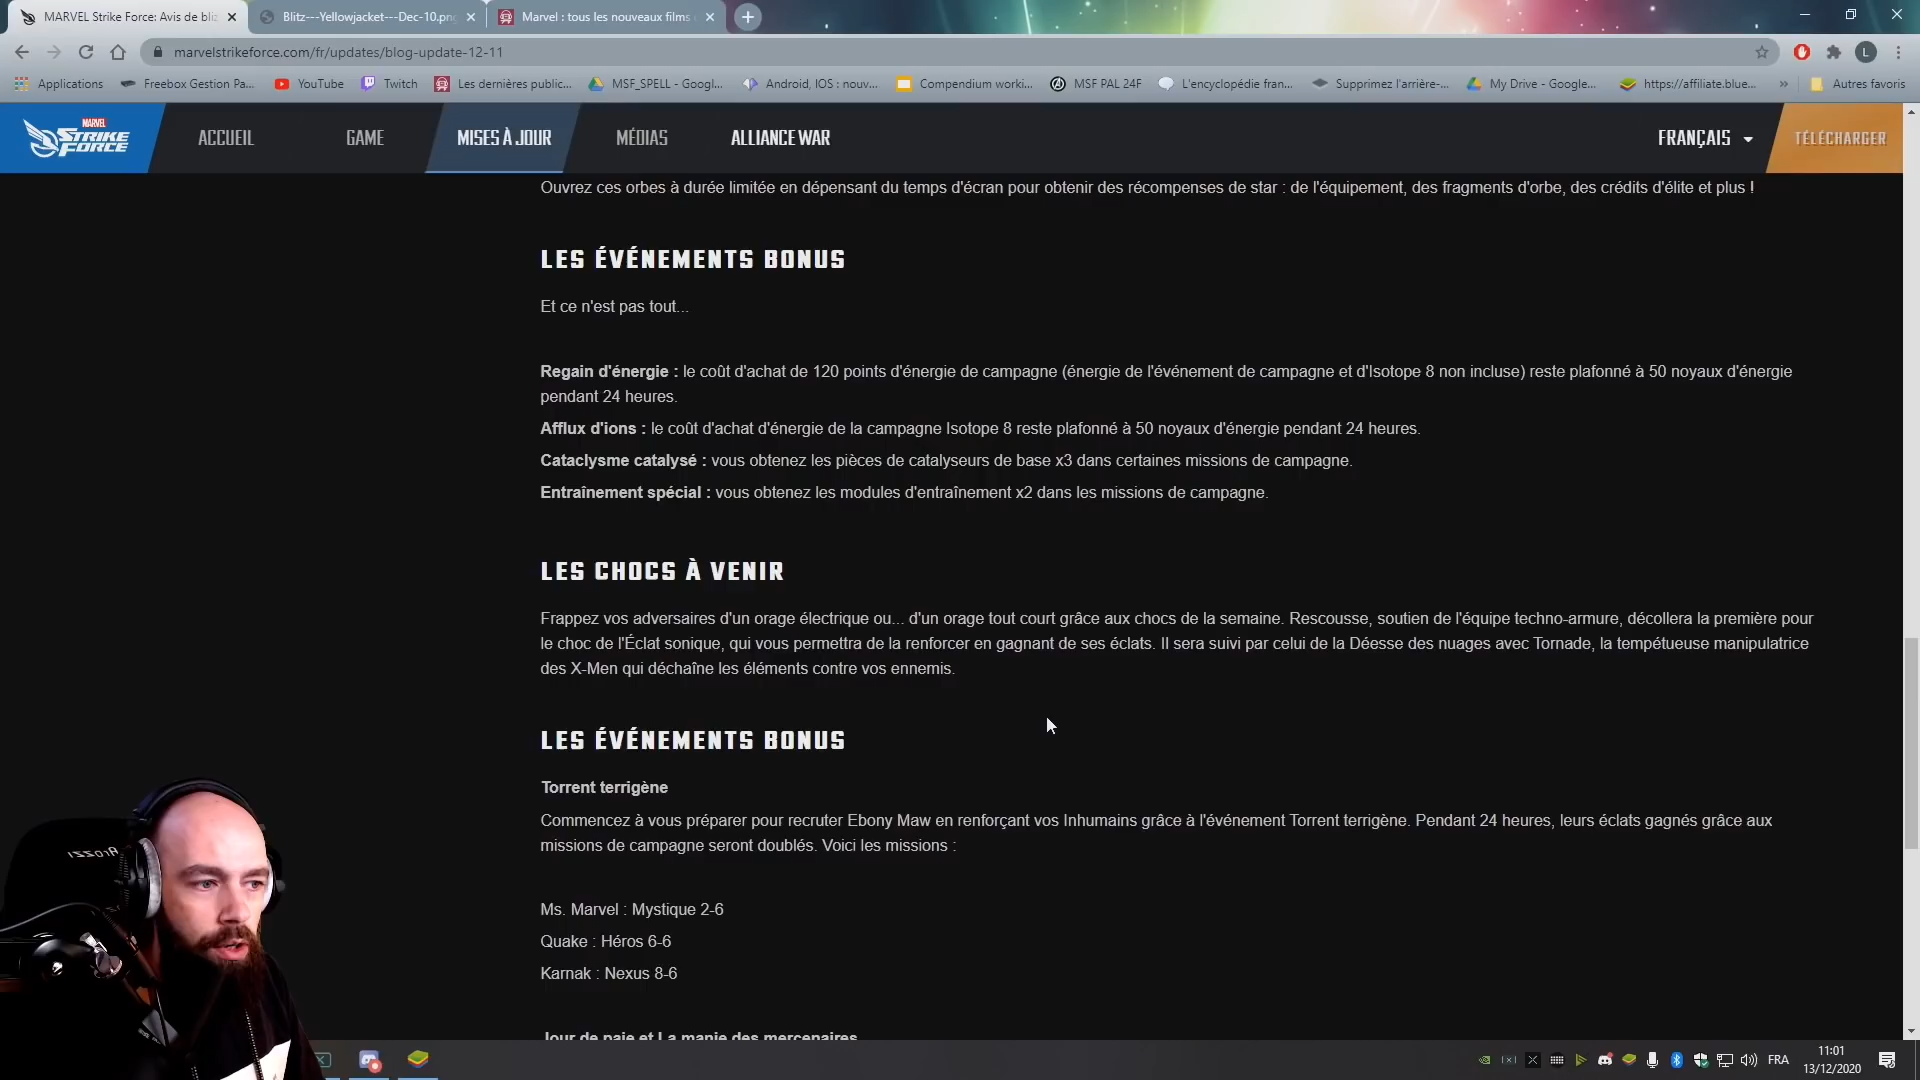 MARVEL Strike Force: Avis de bli
Blitz---Yellowjacket---Dec-10.png
Marvel : tous les nouveaux films
marvelstrikeforce.com/fr/updates/blog-update-12-11
Applications
Freebox Gestion Pa...
YouTube
Twitch
Les dernières public...
MSF_SPELL - Googl...
Android, IOS : nouv...
Compendium worki...
MSF PAL 24F
L'encyclopédie fran...
Supprimez l'arrière-...
My Drive - Google...
https://affiliate.blue...
»
Autres favoris
MARVEL
STRIKE
FORCE
ACCUEIL
GAME
MISES À JOUR
MÉDIAS
ALLIANCE WAR
FRANÇAIS
TÉLÉCHARGER
Ouvrez ces orbes à durée limitée en dépensant du temps d'écran pour obtenir des récompenses de star : de l'équipement, des fragments d'orbe, des crédits d'élite et plus !
LES ÉVÉNEMENTS BONUS
Et ce n'est pas tout...
Regain d'énergie : le coût d'achat de 120 points d'énergie de campagne (énergie de l'événement de campagne et d'Isotope 8 non incluse) reste plafonné à 50 noyaux d'énergie
pendant 24 heures.
Afflux d'ions : le coût d'achat d'énergie de la campagne Isotope 8 reste plafonné à 50 noyaux d'énergie pendant 24 heures.
Cataclysme catalysé : vous obtenez les pièces de catalyseurs de base x3 dans certaines missions de campagne.
Entraînement spécial : vous obtenez les modules d'entraînement x2 dans les missions de campagne.
LES CHOCS À VENIR
Frappez vos adversaires d'un orage électrique ou... d'un orage tout court grâce aux chocs de la semaine. Rescousse, soutien de l'équipe techno-armure, décollera la première pour
le choc de l'Éclat sonique, qui vous permettra de la renforcer en gagnant de ses éclats. Il sera suivi par celui de la Déesse des nuages avec Tornade, la tempétueuse manipulatrice
des X-Men qui déchaîne les éléments contre vos ennemis.
LES ÉVÉNEMENTS BONUS
Torrent terrigène
Commencez à vous préparer pour recruter Ebony Maw en renforçant vos Inhumains grâce à l'événement Torrent terrigène. Pendant 24 heures, leurs éclats gagnés grâce aux
missions de campagne seront doublés. Voici les missions :
Ms. Marvel : Mystique 2-6
Quake : Héros 6-6
Karnak : Nexus 8-6
Jour de paie et La manie des mercenaires
Arozzi
FRA
11:01
13/12/2020